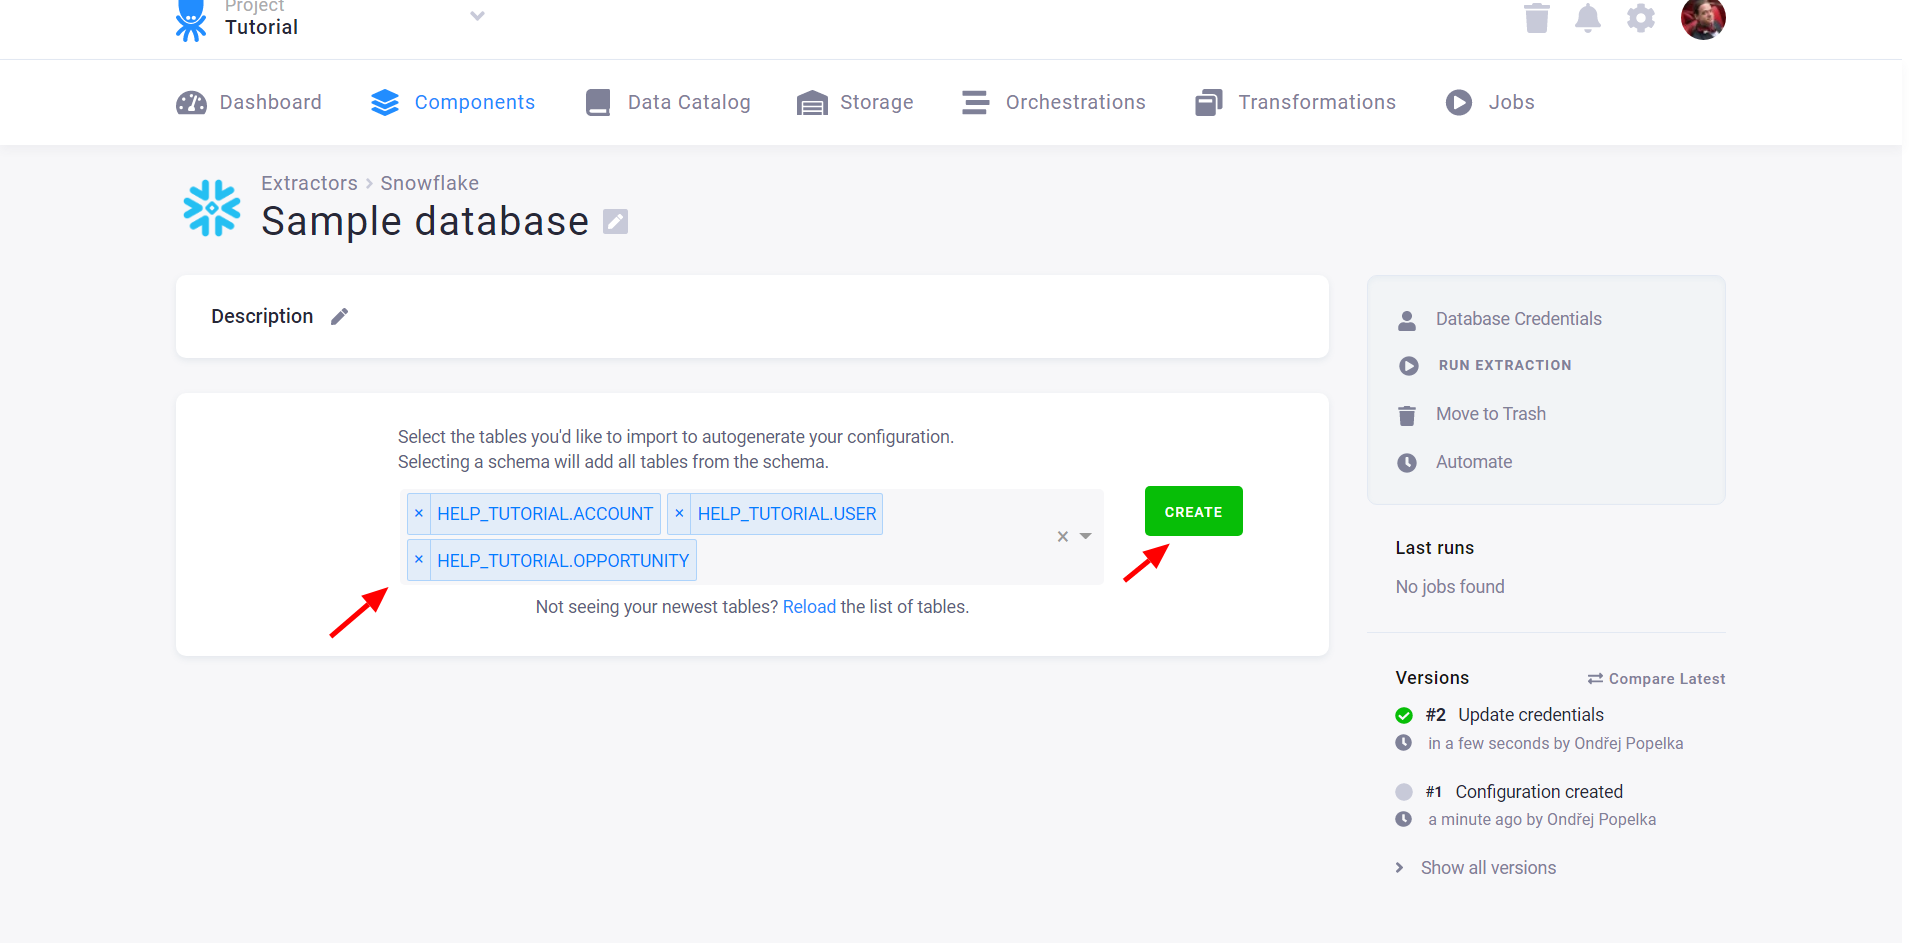 Project
Tutorial
Dashboard
Components
Data Catalog
Storage
Orchestrations
Transformations
Jobs
Extractors > Snowflake
Sample database
Description
Select the tables you'd like to import to autogenerate your configuration.
Selecting a schema will add all tables from the schema.
× HELP_TUTORIAL.ACCOUNT × HELP_TUTORIAL.USER
× HELP_TUTORIAL.OPPORTUNITY
×
CREATE
Not seeing your newest tables? Reload the list of tables.
Database Credentials
RUN EXTRACTION
Move to Trash
Automate
Last runs
No jobs found
Versions
Compare Latest
#2 Update credentials
in a few seconds by Ondřej Popelka
#1 Configuration created
a minute ago by Ondřej Popelka
Show all versions